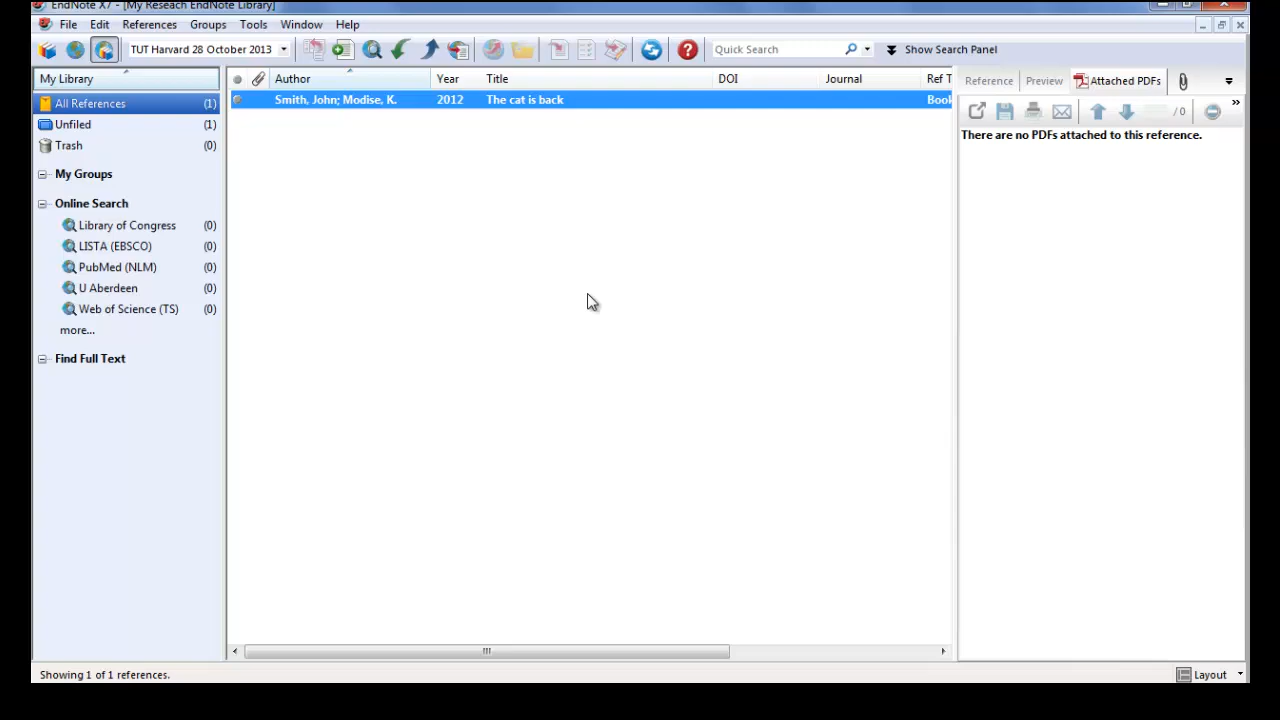 EndNote X7 - [My Reseach EndNote Library]
File Edit References Groups Tools Window Help
TUT Harvard 28 October 2013 Quick Search Show Search Panel
My Library Author Year Title DOI Journal Ref T Reference Preview Attached PDFs
All References (1) Smith, John; Modise, K. 2012 The cat is back Book
Unfiled (1) /0
Trash (0) There are no PDFs attached to this reference.
My Groups
Online Search
Library of Congress (0)
LISTA (EBSCO) (0)
PubMed (NLM) (0)
U Aberdeen (0)
Web of Science (TS) (0)
more...
Find Full Text
Showing 1 of 1 references. Layout